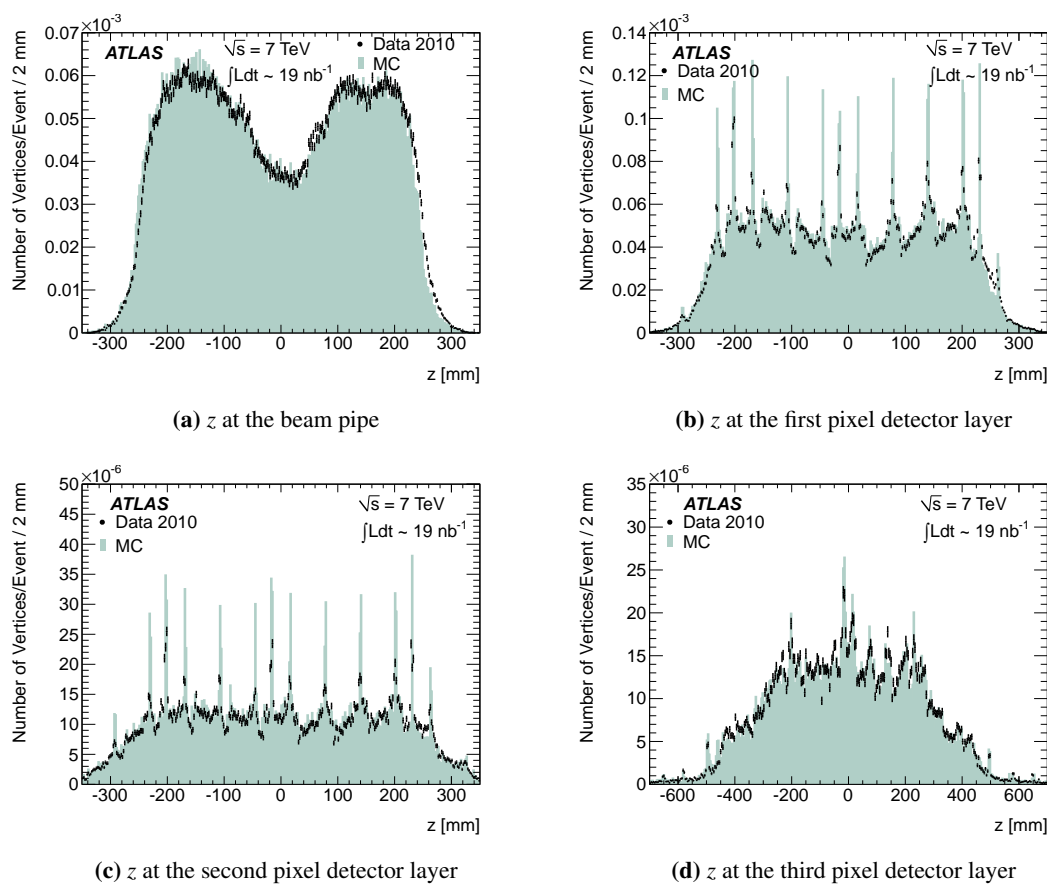 ×10⁻³
Number of Vertices/Event / 2 mm
0.07
0.06
0.05
0.04
0.03
0.02
0.01
0
ATLAS
√s = 7 TeV
∫Ldt ~ 19 nb⁻¹
Data 2010
MC
-300 -200 -100 0 100 200 300
z [mm]
(a) z at the beam pipe
×10⁻³
Number of Vertices/Event / 2 mm
0.14
0.12
0.1
0.08
0.06
0.04
0.02
0
ATLAS
√s = 7 TeV
Data 2010
∫Ldt ~ 19 nb⁻¹
MC
-300 -200 -100 0 100 200 300
z [mm]
(b) z at the first pixel detector layer
×10⁻⁶
Number of Vertices/Event / 2 mm
50
45
40
35
30
25
20
15
10
5
0
ATLAS
√s = 7 TeV
Data 2010
∫Ldt ~ 19 nb⁻¹
MC
-300 -200 -100 0 100 200 300
z [mm]
(c) z at the second pixel detector layer
×10⁻⁶
Number of Vertices/Event / 2 mm
35
30
25
20
15
10
5
0
ATLAS
√s = 7 TeV
Data 2010
∫Ldt ~ 19 nb⁻¹
MC
-600 -400 -200 0 200 400 600
z [mm]
(d) z at the third pixel detector layer